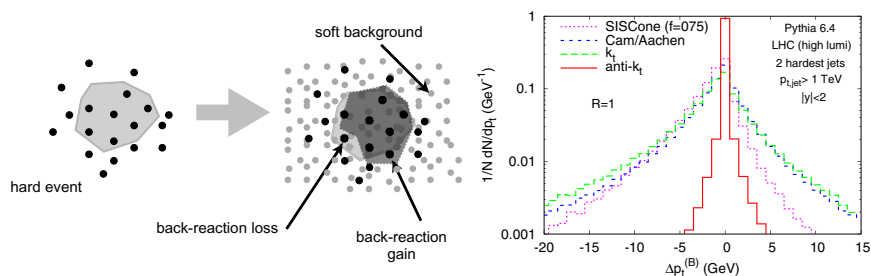 soft background
hard event
back-reaction loss
back-reaction
gain
1/N dN/dpₜ (GeV⁻¹)
1
0.1
0.01
0.001
SISCone (f=075)
Cam/Aachen
kₜ
anti-kₜ
R=1
Pythia 6.4
LHC (high lumi)
2 hardest jets
pₜ,jet> 1 TeV
|y|<2
-20 -15 -10 -5 0 5 10 15
Δpₜ⁽ᴮ⁾ (GeV)